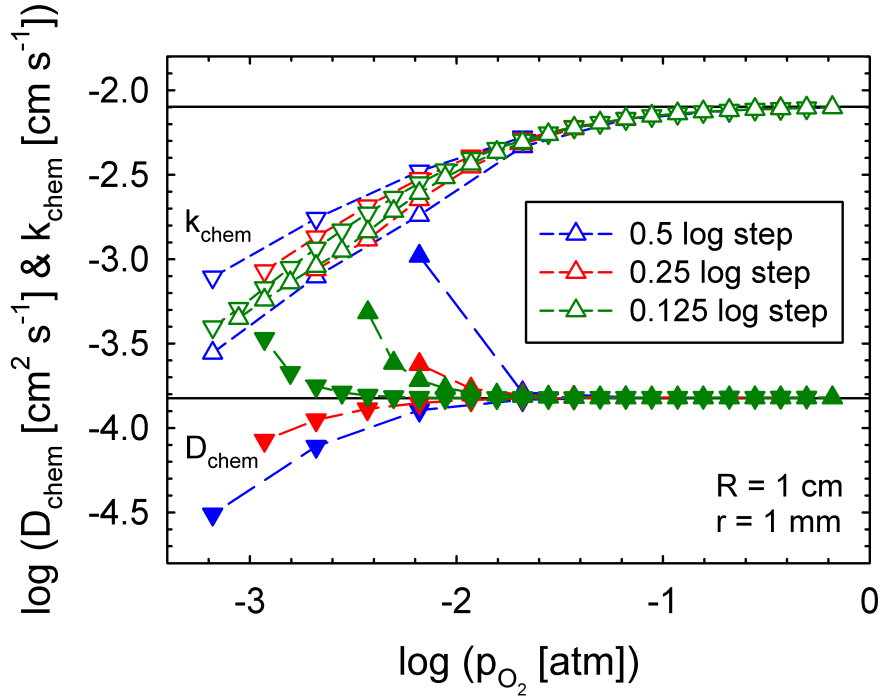 log (D_chem [cm² s⁻¹] & k_chem [cm s⁻¹]
-2.0
-2.5
-3.0
-3.5
-4.0
-4.5
k_chem
D_chem
0.5 log step
0.25 log step
0.125 log step
R = 1 cm
r = 1 mm
-3
-2
-1
0
log (p_O₂ [atm])